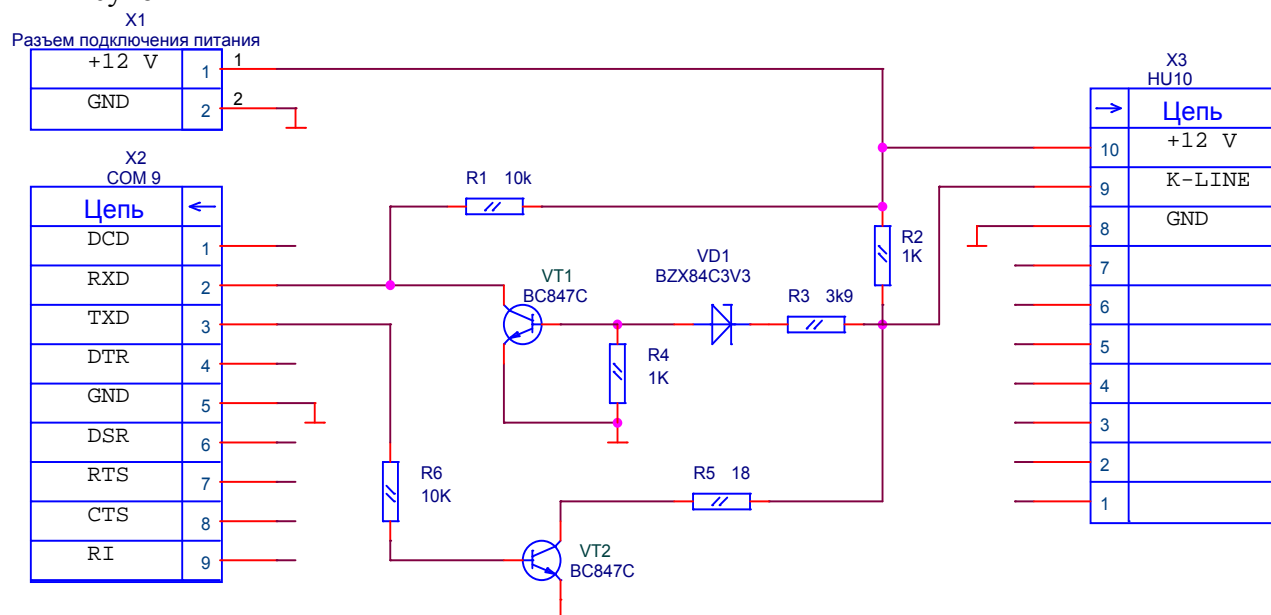 X1
Разъем подключения питания
+12 V 1 1
GND 2 2
X2
COM 9
Цепь
DCD 1
RXD 2
TXD 3
DTR 4
GND 5
DSR 6
RTS 7
CTS 8
RI 9
R1 10k
VT1
BC847C
VD1
BZX84C3V3
R2
1K
R3 3k9
R4
1K
R6
10K
R5 18
VT2
BC847C
X3
HU10
Цепь
10 +12 V
9 K-LINE
8 GND
7
6
5
4
3
2
1